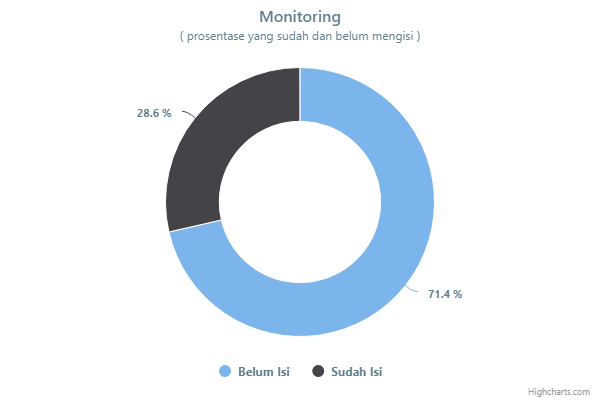 Monitoring
( prosentase yang sudah dan belum mengisi )
28.6 %
71.4 %
Belum Isi
Sudah Isi
Highcharts.com